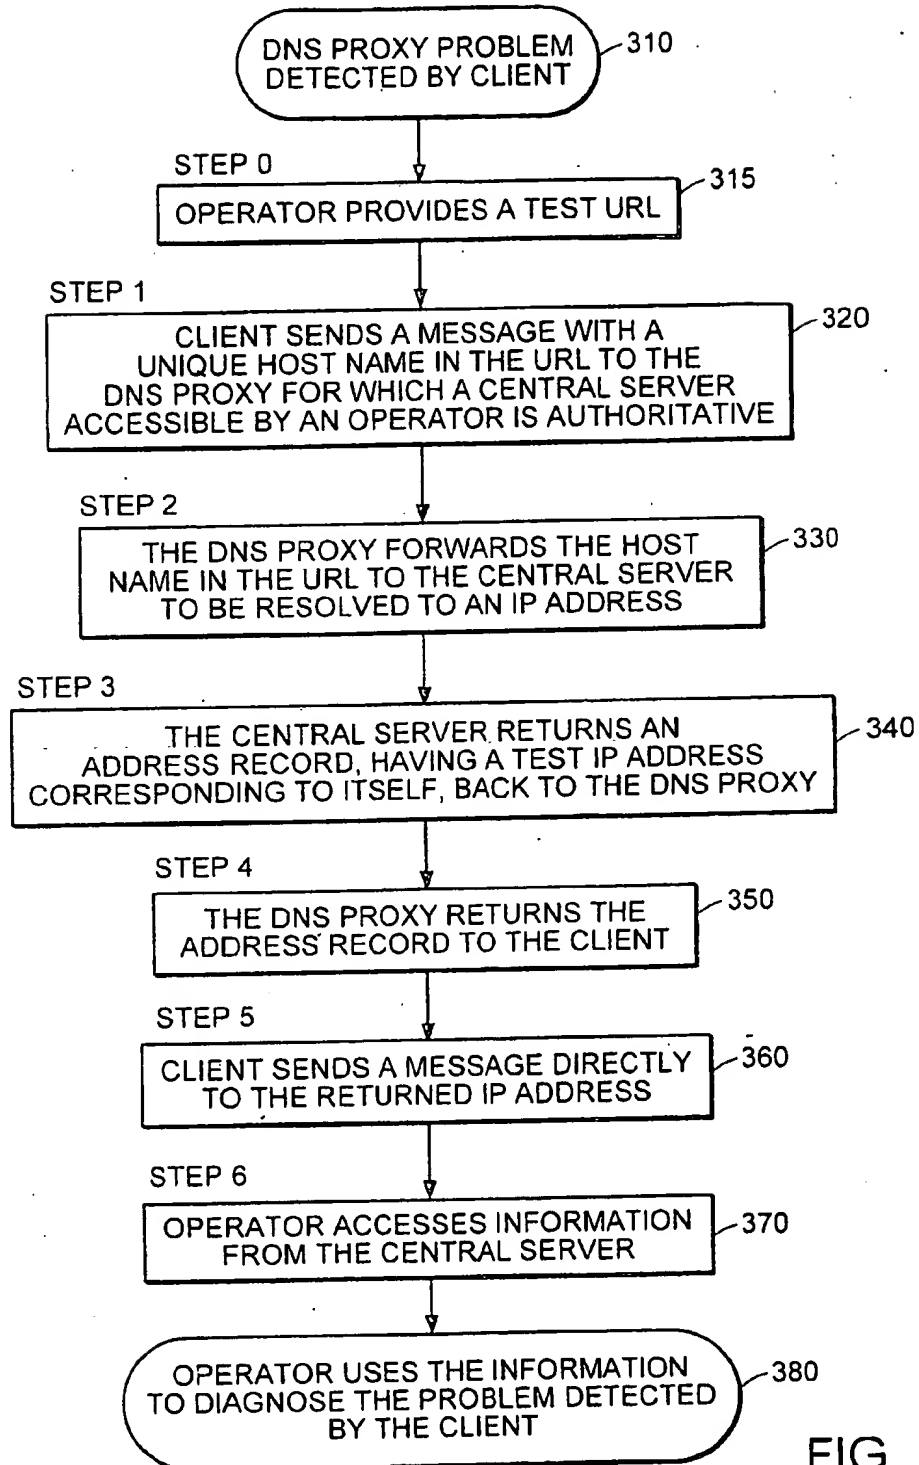 DNS PROXY PROBLEM
DETECTED BY CLIENT
310
STEP 0
OPERATOR PROVIDES A TEST URL
315
STEP 1
CLIENT SENDS A MESSAGE WITH A
UNIQUE HOST NAME IN THE URL TO THE
DNS PROXY FOR WHICH A CENTRAL SERVER
ACCESSIBLE BY AN OPERATOR IS AUTHORITATIVE
320
STEP 2
THE DNS PROXY FORWARDS THE HOST
NAME IN THE URL TO THE CENTRAL SERVER
TO BE RESOLVED TO AN IP ADDRESS
330
STEP 3
THE CENTRAL SERVER RETURNS AN
ADDRESS RECORD, HAVING A TEST IP ADDRESS
CORRESPONDING TO ITSELF, BACK TO THE DNS PROXY
340
STEP 4
THE DNS PROXY RETURNS THE
ADDRESS RECORD TO THE CLIENT
350
STEP 5
CLIENT SENDS A MESSAGE DIRECTLY
TO THE RETURNED IP ADDRESS
360
STEP 6
OPERATOR ACCESSES INFORMATION
FROM THE CENTRAL SERVER
370
OPERATOR USES THE INFORMATION
TO DIAGNOSE THE PROBLEM DETECTED
BY THE CLIENT
380
FIG